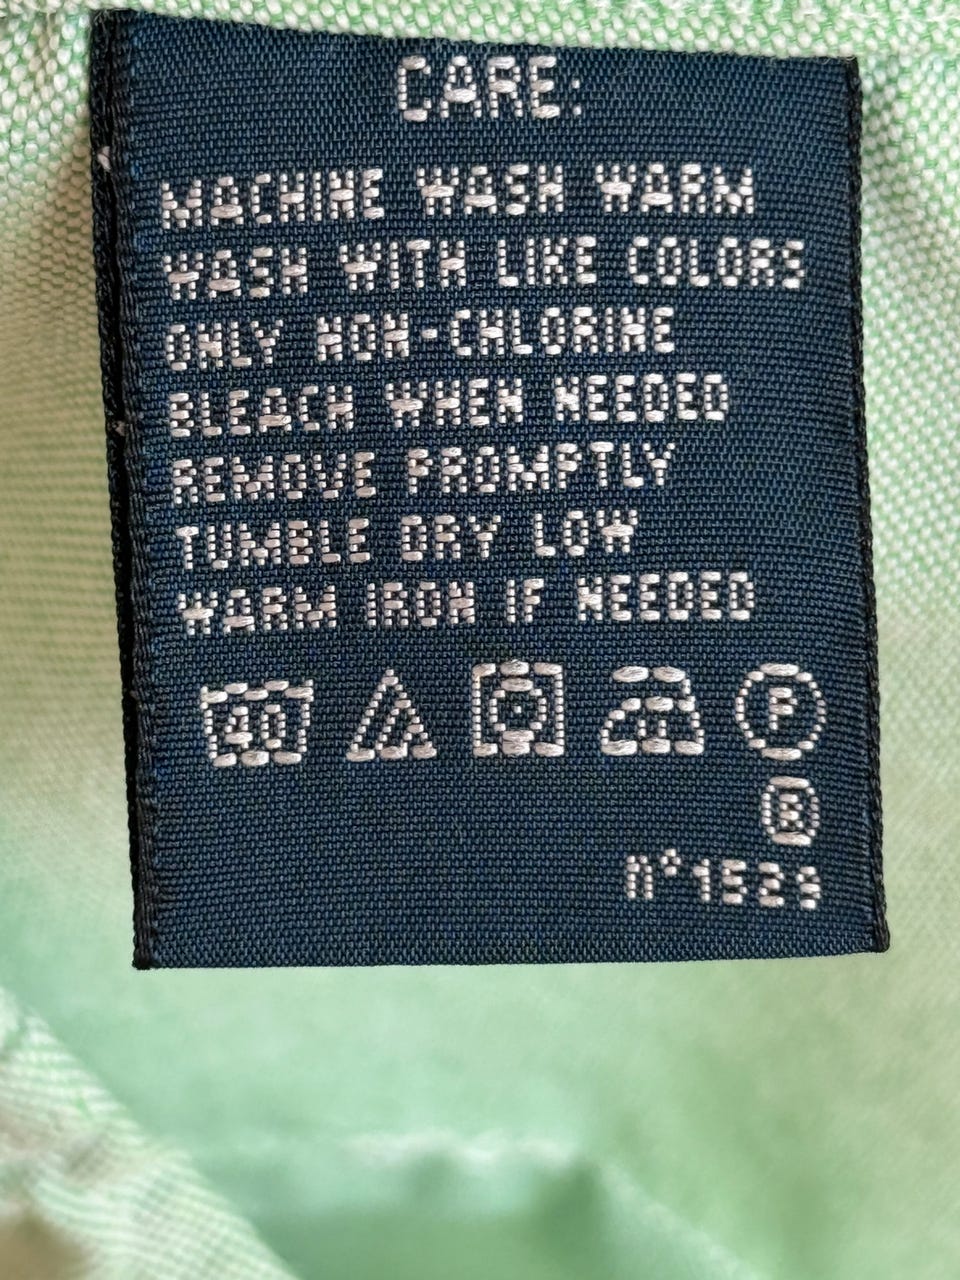 CARE:
MACHINE WASH WARM
WASH WITH LIKE COLORS
ONLY NON-CHLORINE
BLEACH WHEN NEEDED
REMOVE PROMPTLY
TUMBLE DRY LOW
WARM IRON IF NEEDED
40 P
®
n°1529